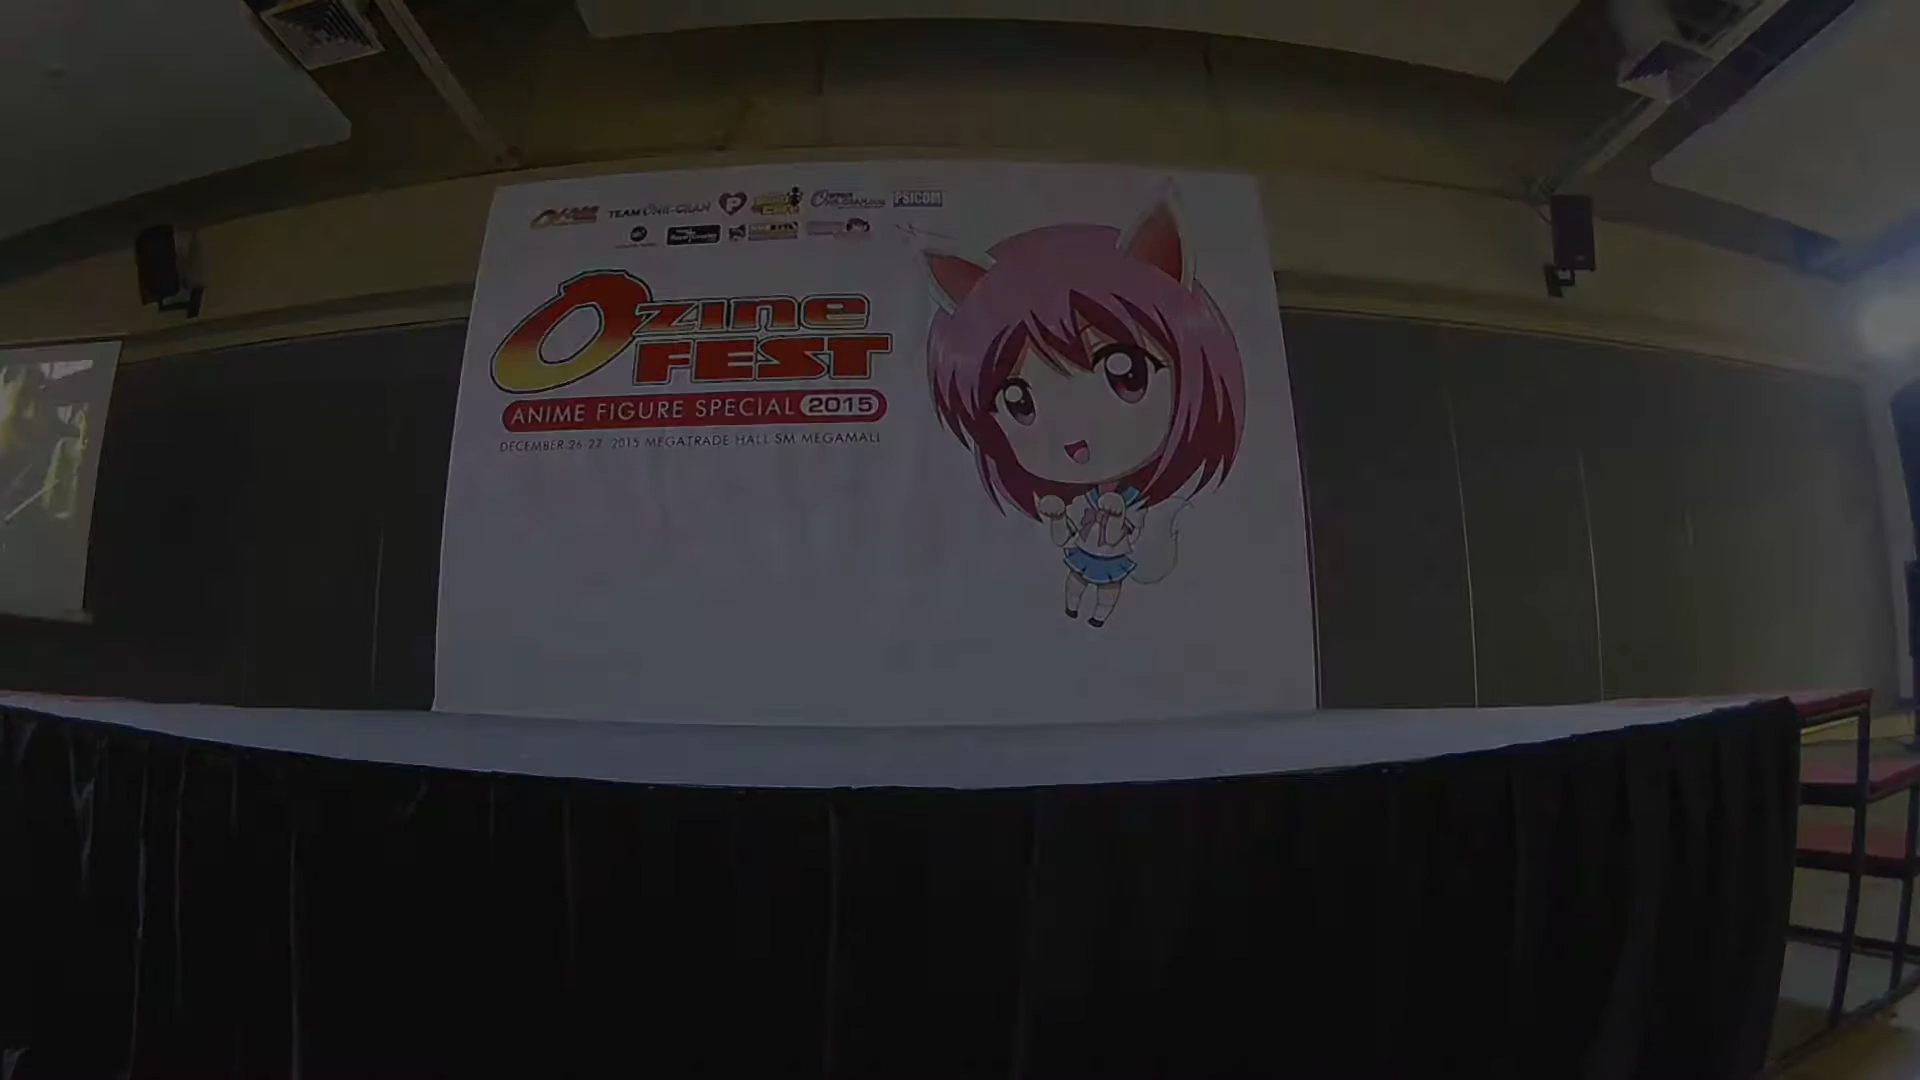 TEAM ONII-CHAN P PSICOM
Ozine
FEST
ANIME FIGURE SPECIAL 2015
DECEMBER 26-27 2015 MEGATRADE HALL SM MEGAMALL